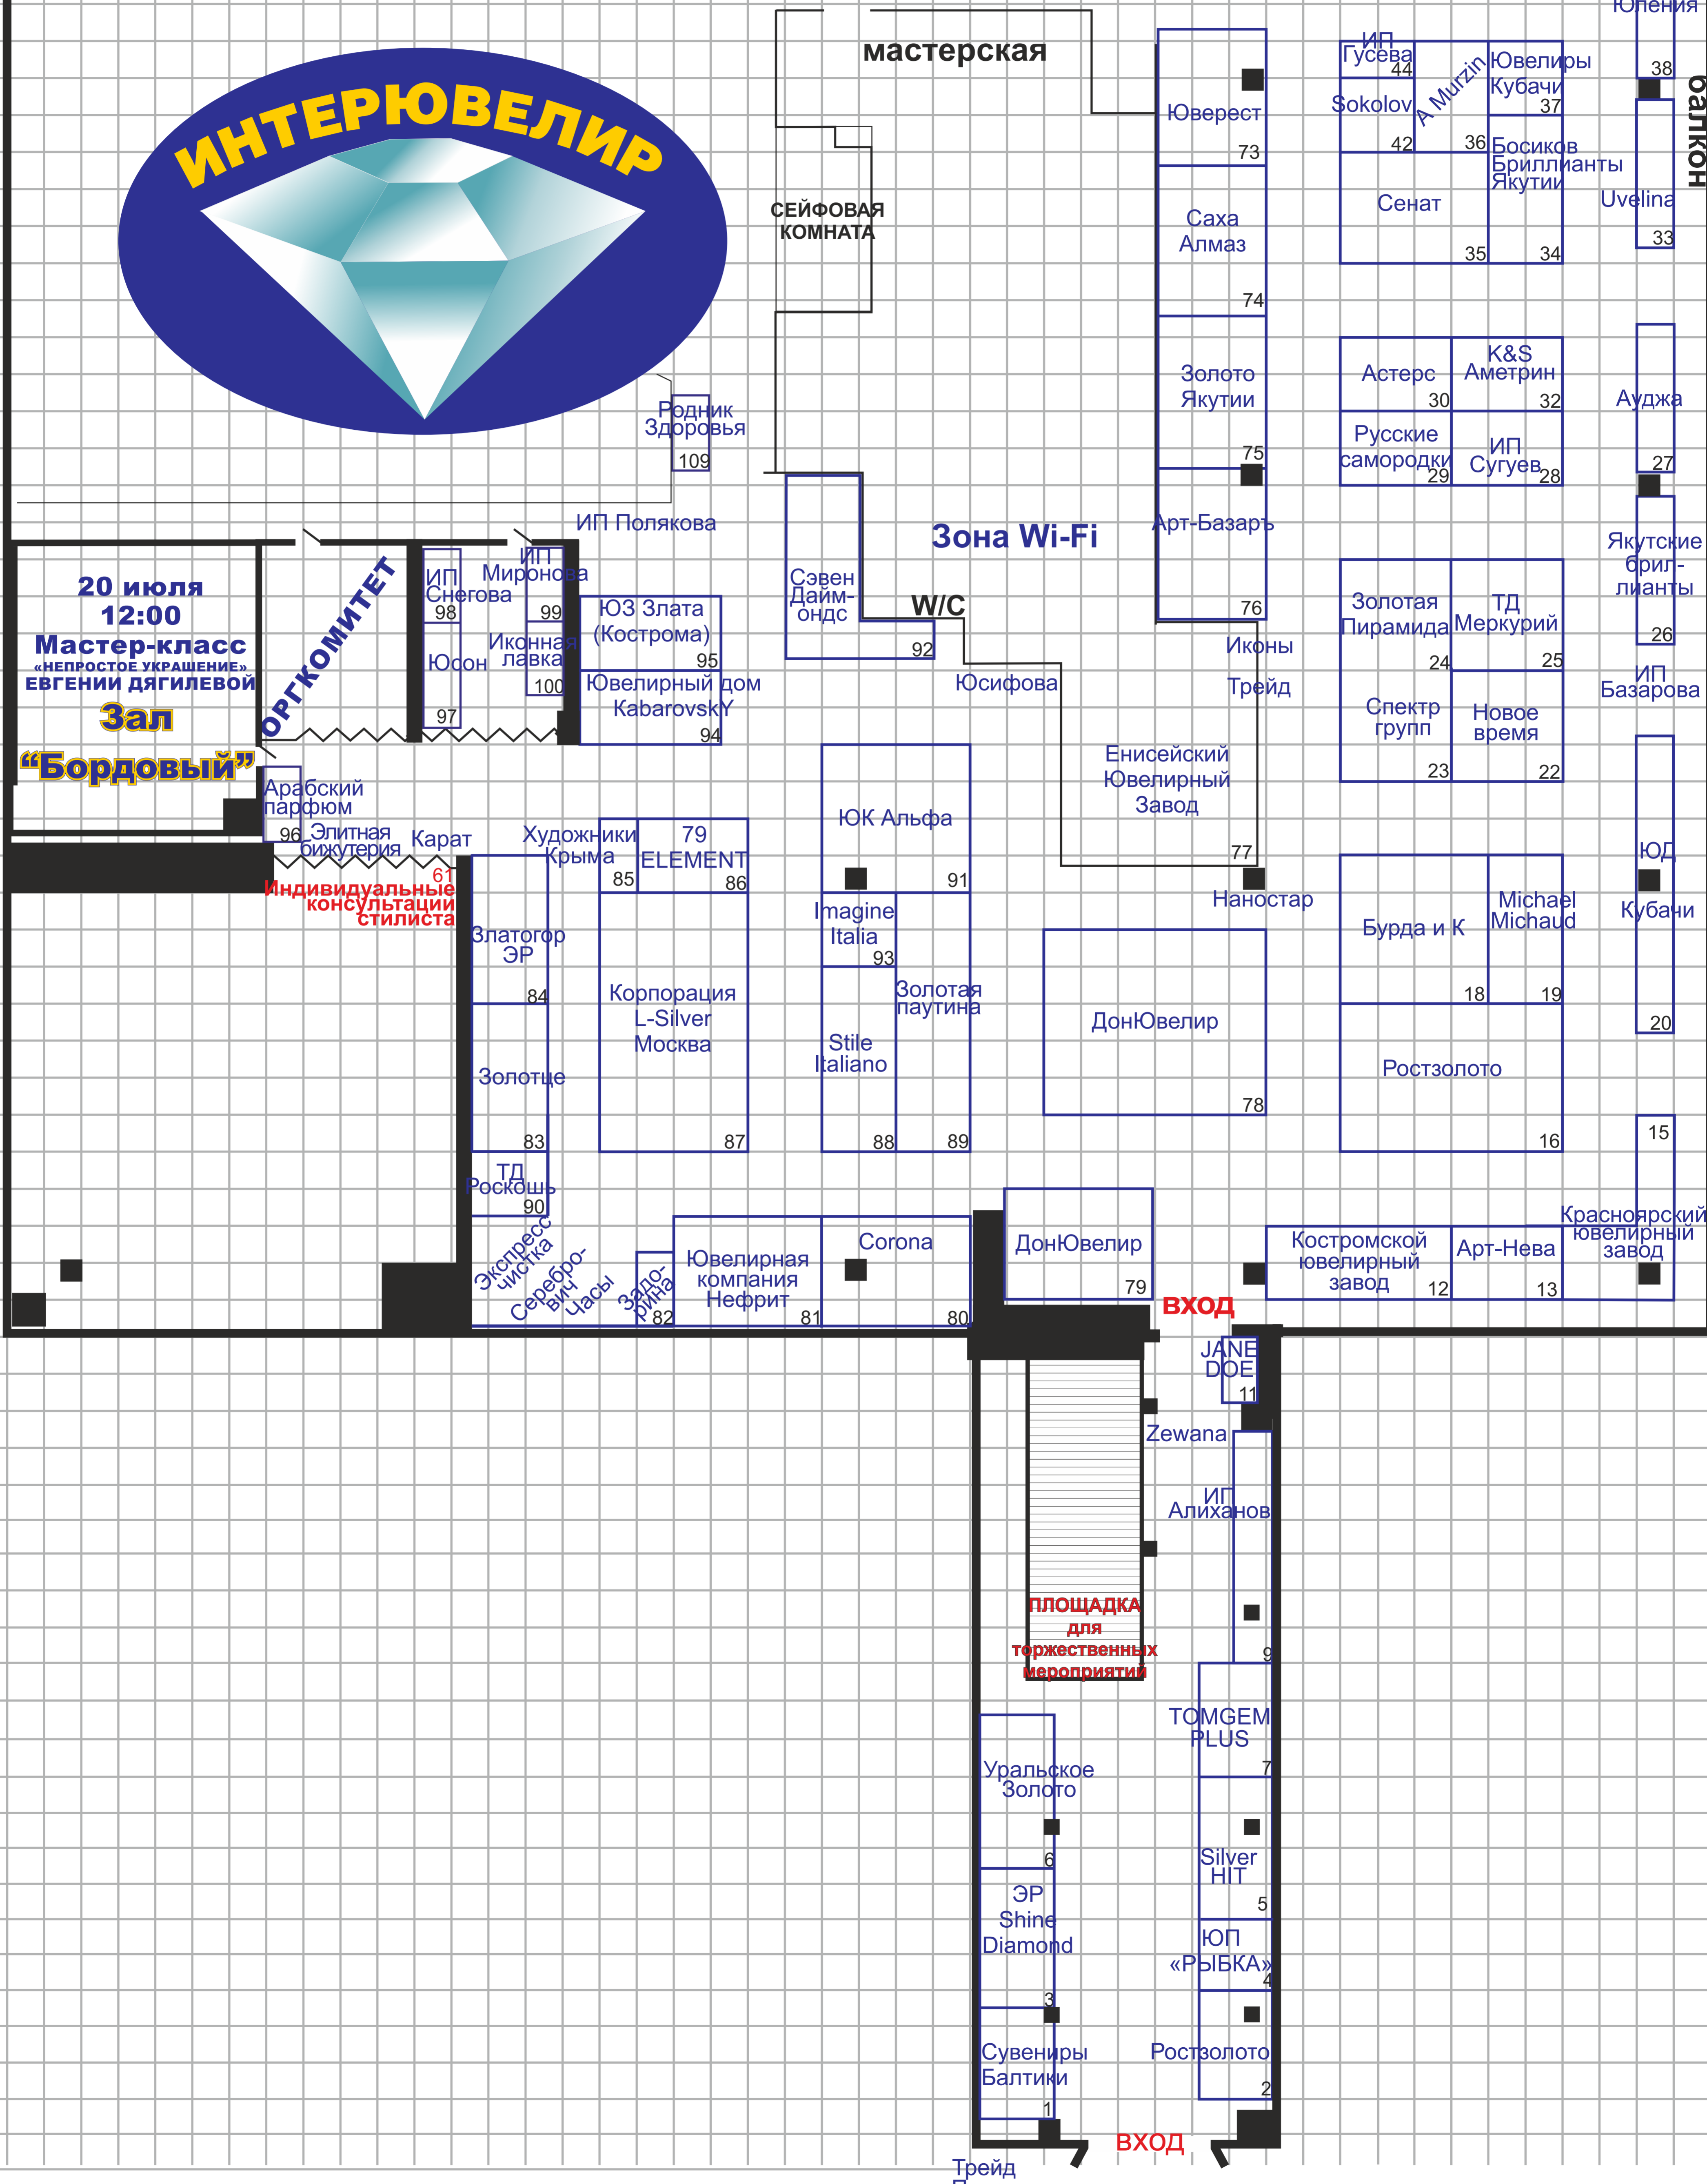 ИНТЕРЮВЕЛИР
мастерская
СЕЙФОВАЯ
КОМНАТА
Юверест
73
Саха
Алмаз
74
Золото
Якутии
75
Арт-Базаръ
76
ИП
Гусева
44
Sokolov
42
A Murzin
36
Ювелиры
Кубачи
37
Босиков
Бриллианты
Якутии
34
Сенат
35
Юления
38
балкон
Uvelina
33
Астерс
30
K&S
Аметрин
32
Русские
самородки
29
ИП
Сугуев
28
Ауджа
27
Якутские
брил-
лианты
26
ИП
Базарова
Золотая
Пирамида
24
ТД
Меркурий
25
Спектр
групп
23
Новое
время
22
Родник
Здоровья
109
ИП Полякова
Зона Wi-Fi
W/C
Сэвен
Дайм-
ондс
92
Юсифова
Иконы
Трейд
Енисейский
Ювелирный
Завод
77
Наностар
20 июля
12:00
Мастер-класс
«НЕПРОСТОЕ УКРАШЕНИЕ»
ЕВГЕНИИ ДЯГИЛЕВОЙ
Зал
“Бордовый”
ОРГКОМИТЕТ
ИП
Снегова
98
Юсон
97
ИП
Миронова
99
Иконная
лавка
100
ЮЗ Злата
(Кострома)
95
Ювелирный дом
KabarovskY
94
Арабский
парфюм
96
Элитная
бижутерия
Карат
61
Индивидуальные
консультации
стилиста
Художники
Крыма
85
79
ELEMENT
86
ЮК Альфа
91
Златогор
ЭР
84
Золотце
83
ТД
Роскошь
90
Корпорация
L-Silver
Москва
87
Imagine
Italia
93
Stile
Italiano
88
Золотая
паутина
89
ДонЮвелир
78
Бурда и К
18
Michael
Michaud
19
Ростзолото
16
ЮД
Кубачи
20
15
Экспресс
чистка
Серебро-
вич
Часы
Задо-
рина
82
Ювелирная
компания
Нефрит
81
Corona
80
ДонЮвелир
79
ВХОД
Костромской
ювелирный
завод
12
Арт-Нева
13
Красноярский
ювелирный
завод
JANE
DOE
11
Zewana
ИП
Алиханов
9
ПЛОЩАДКА
для
торжественных
мероприятий
TOMGEM
PLUS
7
Уральское
Золото
6
Silver
HIT
5
ЭР
Shine
Diamond
3
ЮП
«РЫБКА»
4
Сувениры
Балтики
1
Ростзолото
2
ВХОД
Трейд